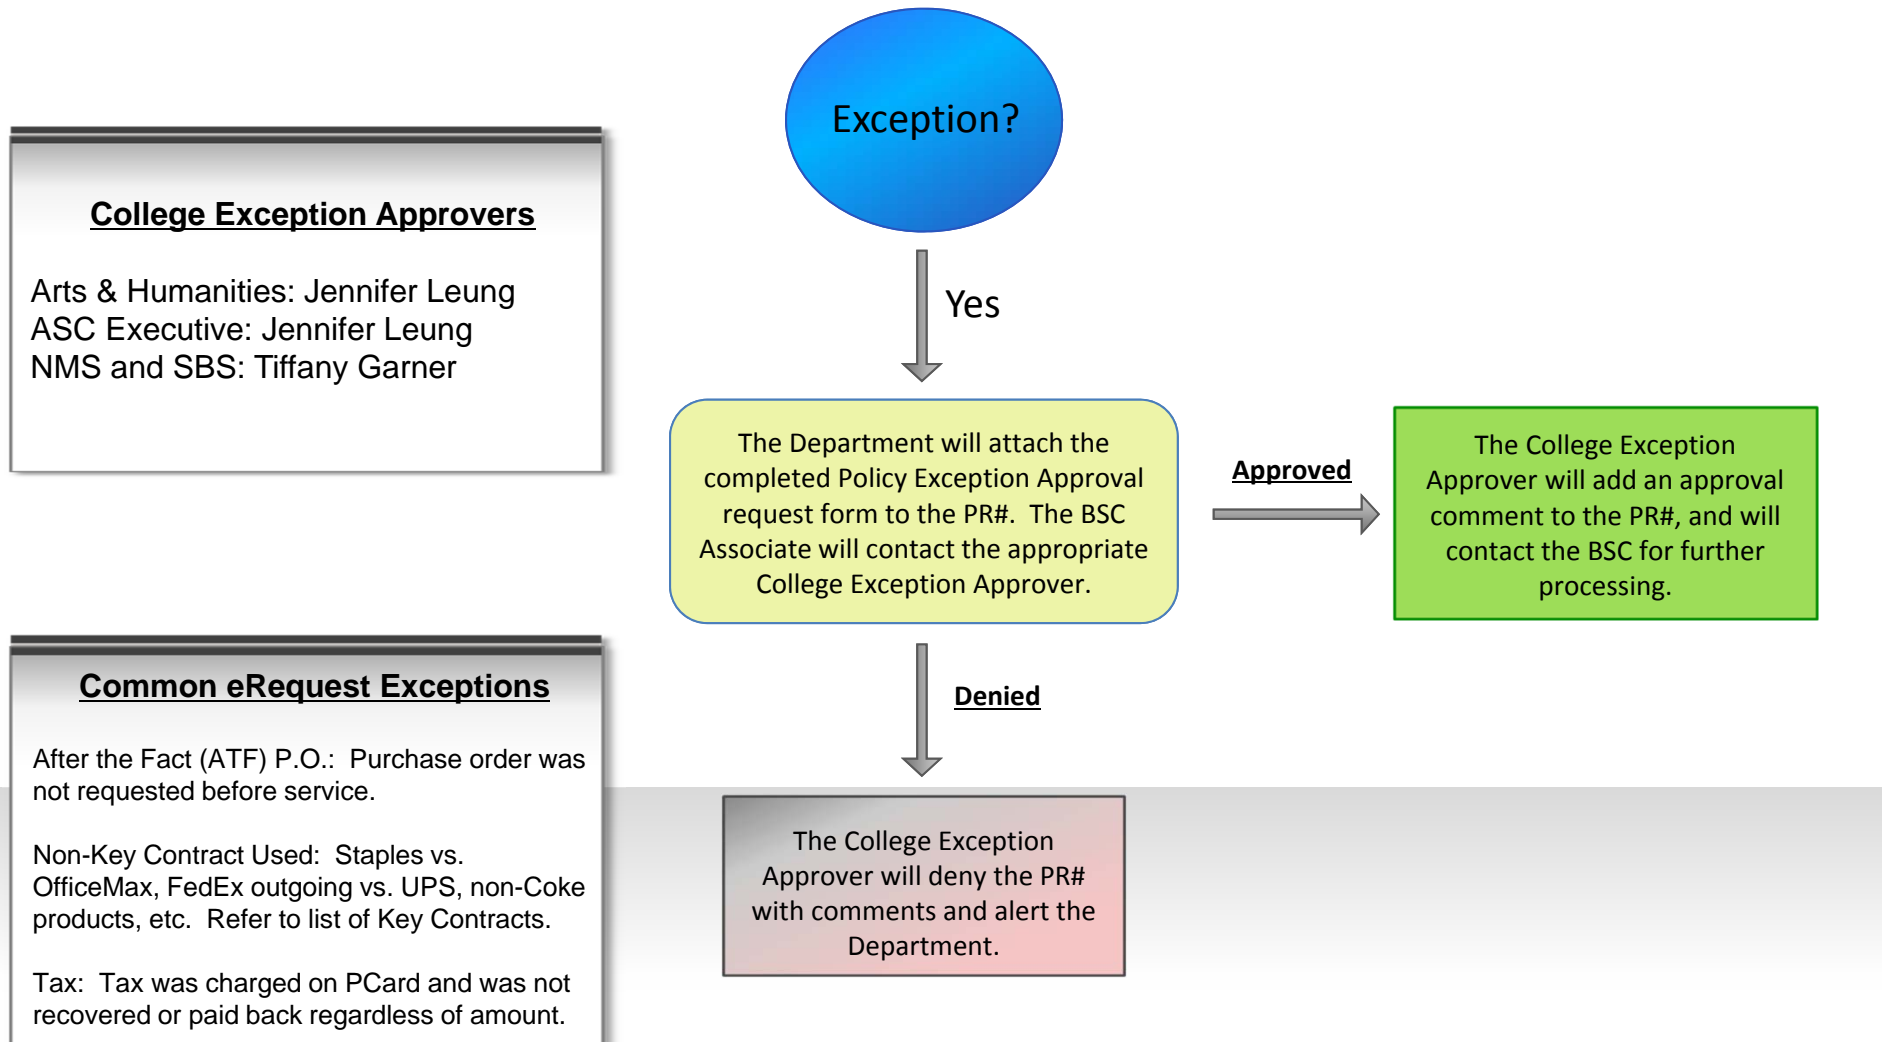 Exception?
College Exception Approvers
Arts & Humanities: Jennifer Leung
ASC Executive: Jennifer Leung
NMS and SBS: Tiffany Garner
Yes
The Department will attach the
completed Policy Exception Approval
request form to the PR#.  The BSC
Associate will contact the appropriate
College Exception Approver.
Approved
The College Exception
Approver will add an approval
comment to the PR#, and will
contact the BSC for further
processing.
Denied
The College Exception
Approver will deny the PR#
with comments and alert the
Department.
Common eRequest Exceptions
After the Fact (ATF) P.O.:  Purchase order was
not requested before service.
Non-Key Contract Used:  Staples vs.
OfficeMax, FedEx outgoing vs. UPS, non-Coke
products, etc.  Refer to list of Key Contracts.
Tax:  Tax was charged on PCard and was not
recovered or paid back regardless of amount.